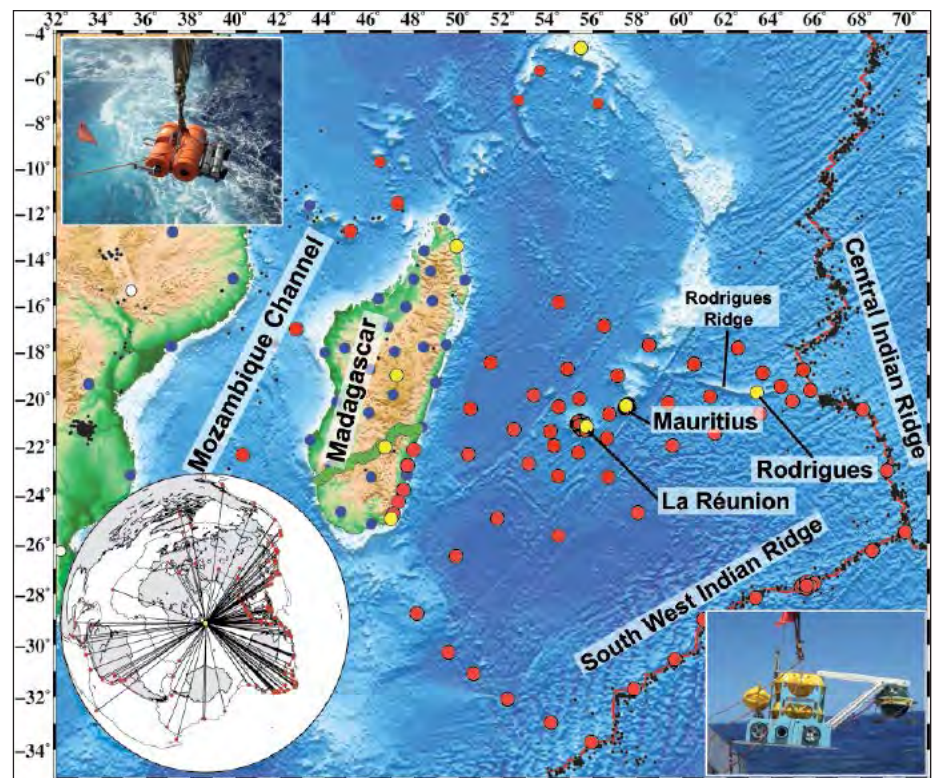 32° 34° 36° 38° 40° 42° 44° 46° 48° 50° 52° 54° 56° 58° 60° 62° 64° 66° 68° 70°
−4°
−6°
−8°
−10°
−12°
−14°
−16°
−18°
−20°
−22°
−24°
−26°
−28°
−30°
−32°
−34°
Mozambique Channel
Madagascar
Rodrigues
Ridge
Central Indian Ridge
Mauritius
Rodrigues
La Réunion
South West Indian Ridge